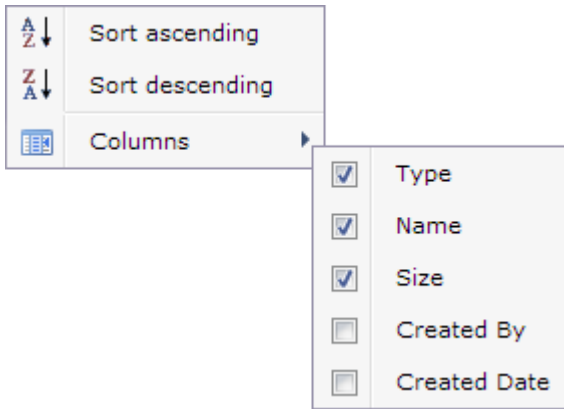 Sort ascending
Sort descending
Columns
Type
Name
Size
Created By
Created Date